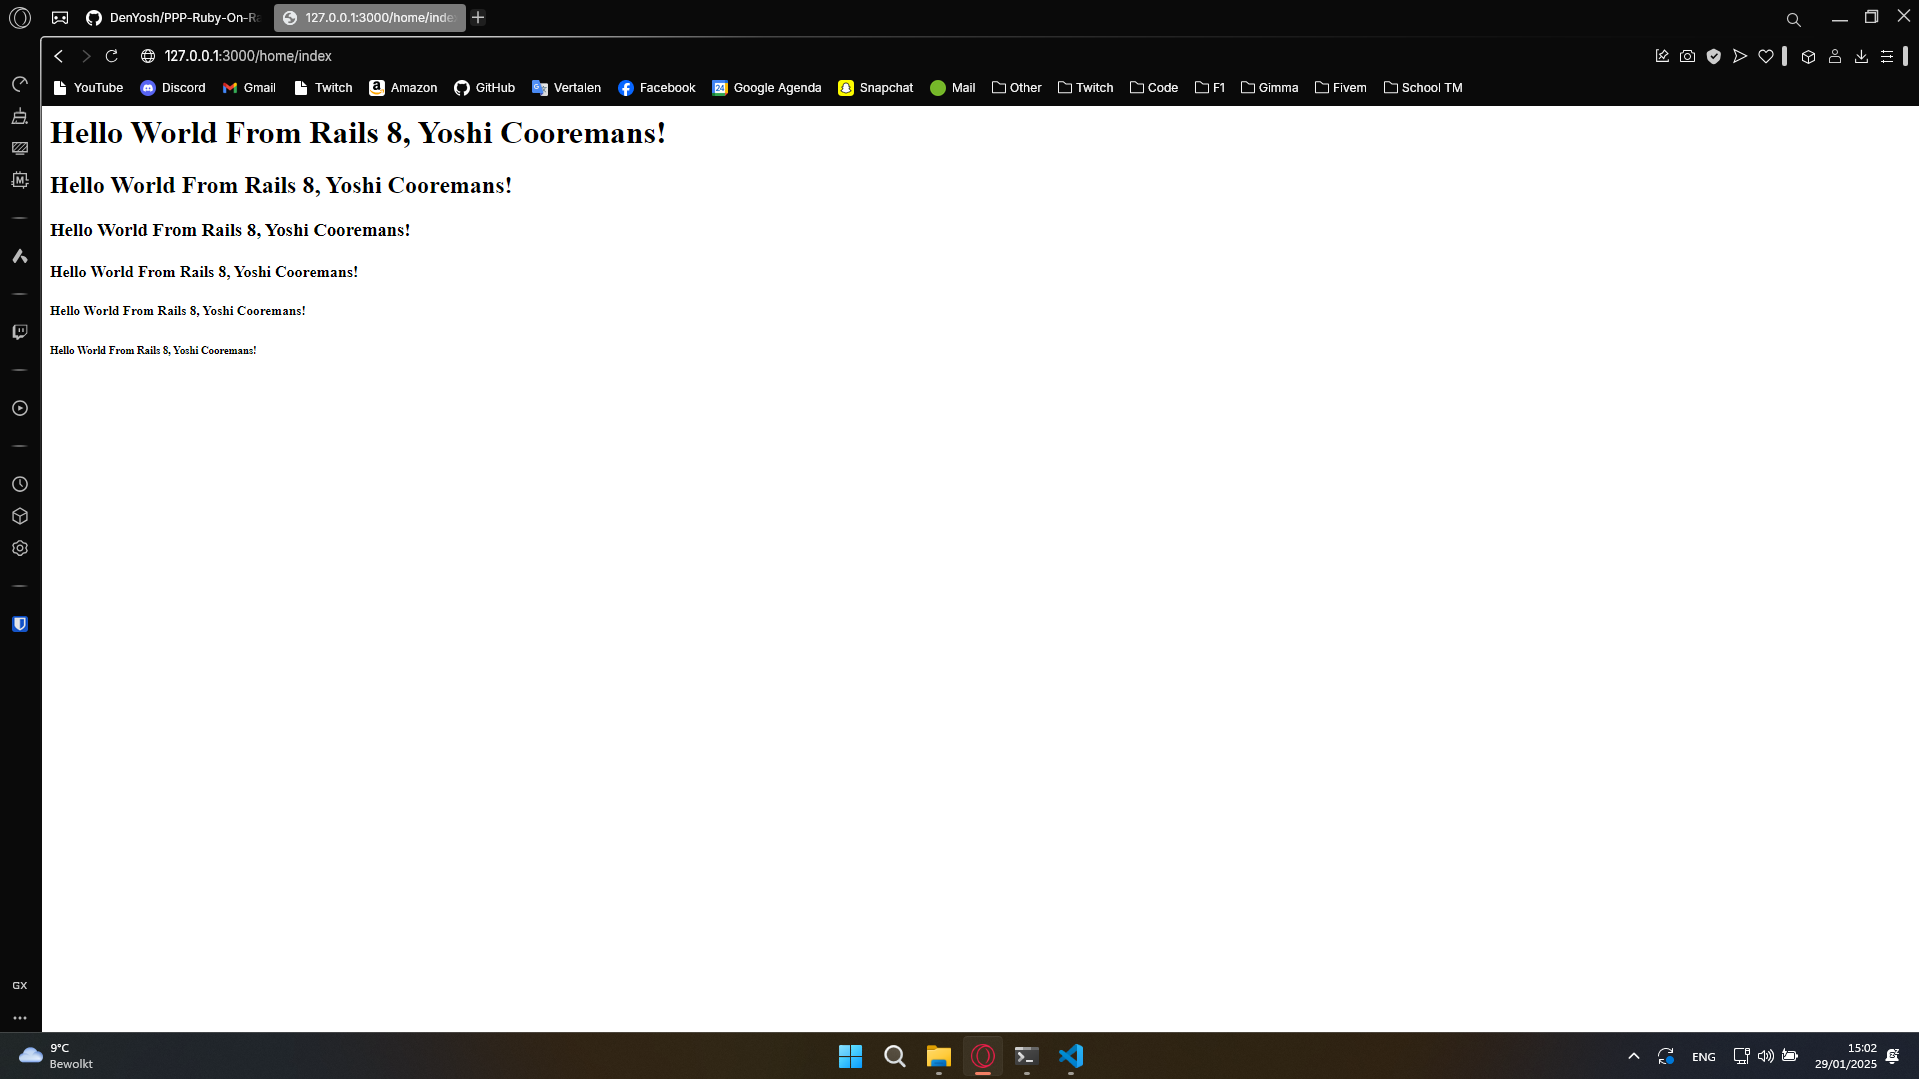 DenYosh/PPP-Ruby-On-Ra
127.0.0.1:3000/home/index
127.0.0.1:3000/home/index
YouTube Discord Gmail Twitch Amazon GitHub Vertalen Facebook Google Agenda Snapchat Mail Other Twitch Code F1 Gimma Fivem School TM
Hello World From Rails 8, Yoshi Cooremans!
Hello World From Rails 8, Yoshi Cooremans!
Hello World From Rails 8, Yoshi Cooremans!
Hello World From Rails 8, Yoshi Cooremans!
Hello World From Rails 8, Yoshi Cooremans!
Hello World From Rails 8, Yoshi Cooremans!
GX
9°C
Bewolkt
ENG
15:02
29/01/2025